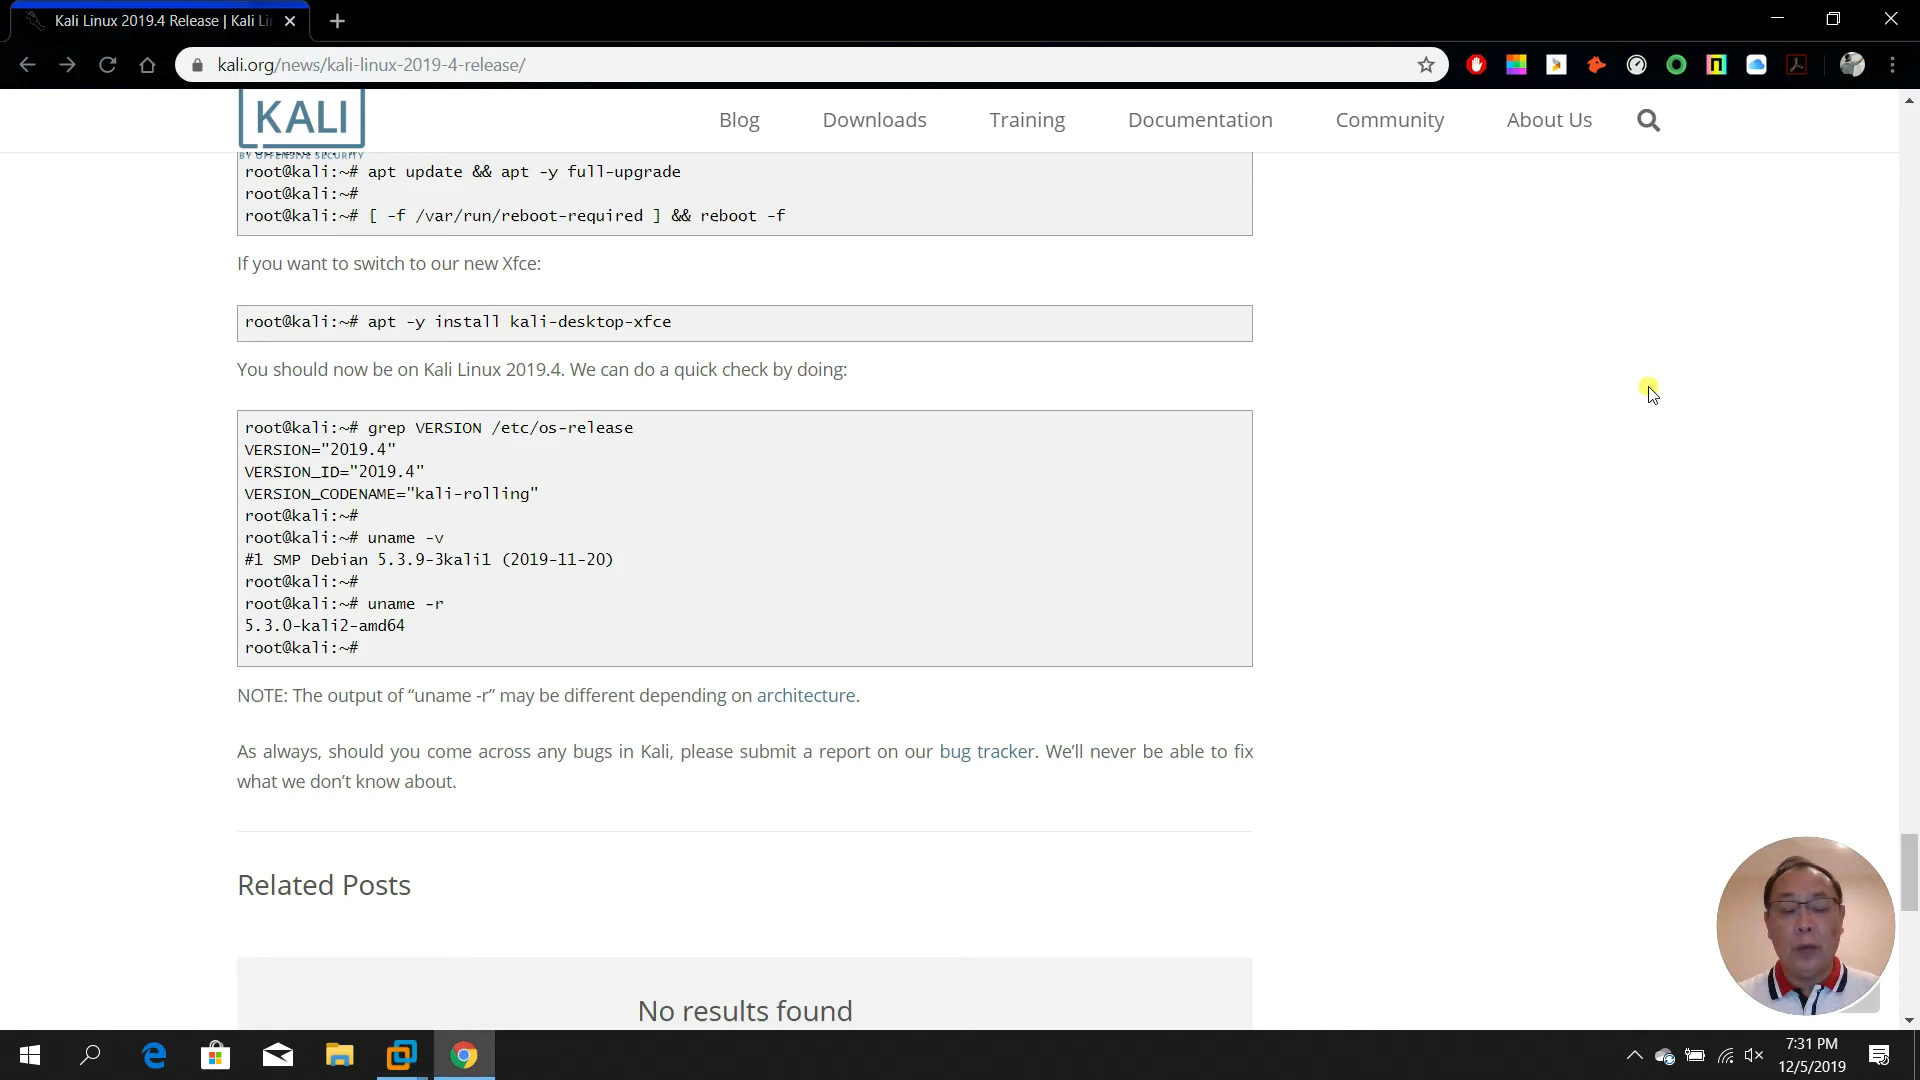 Kali Linux 2019.4 Release | Kali Li
kali.org/news/kali-linux-2019-4-release/
KALI
BY OFFENSIVE SECURITY
Blog
Downloads
Training
Documentation
Community
About Us
root@kali:~# apt update && apt -y full-upgrade
root@kali:~#
root@kali:~# [ -f /var/run/reboot-required ] && reboot -f
If you want to switch to our new Xfce:
root@kali:~# apt -y install kali-desktop-xfce
You should now be on Kali Linux 2019.4. We can do a quick check by doing:
root@kali:~# grep VERSION /etc/os-release
VERSION="2019.4"
VERSION_ID="2019.4"
VERSION_CODENAME="kali-rolling"
root@kali:~#
root@kali:~# uname -v
#1 SMP Debian 5.3.9-3kali1 (2019-11-20)
root@kali:~#
root@kali:~# uname -r
5.3.0-kali2-amd64
root@kali:~#
NOTE: The output of “uname -r” may be different depending on architecture.
As always, should you come across any bugs in Kali, please submit a report on our bug tracker. We’ll never be able to fix
what we don’t know about.
Related Posts
No results found
7:31 PM
12/5/2019